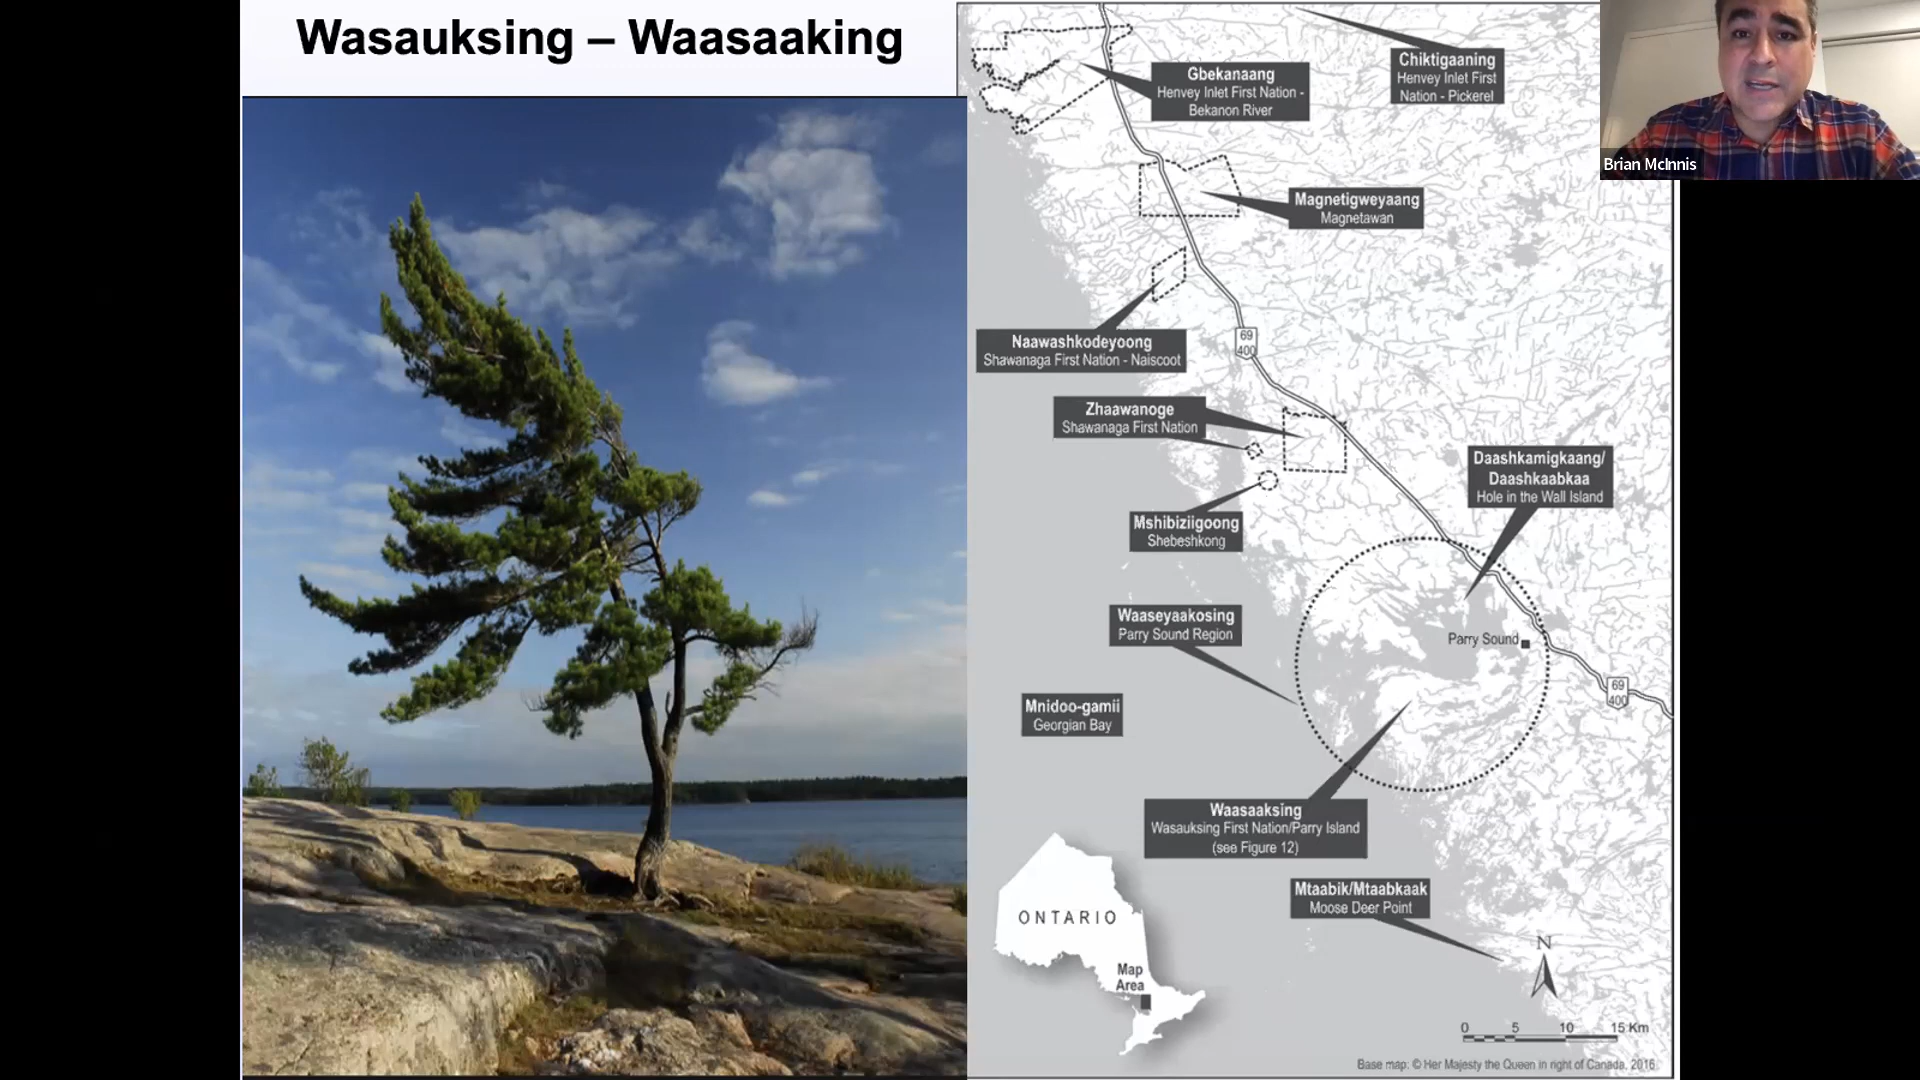 Wasauksing – Waasaaking
Gbekanaang
Henvey Inlet First Nation -
Bekanon River
Chiktigaaning
Henvey Inlet First
Nation - Pickerel
Brian McInnis
Magnetigweyaang
Magnetawan
Naawashkodeyoong
Shawanaga First Nation - Naiscoot
69
400
Zhaawanoge
Shawanaga First Nation
Daashkamigkaang/
Daashkaabkaa
Hole in the Wall Island
Mshibiziigoong
Shebeshkong
Waaseyaakosing
Parry Sound Region
Parry Sound
69
400
Mnidoo-gamii
Georgian Bay
Waasaaksing
Wasauksing First Nation/Parry Island
(see Figure 12)
Mtaabik/Mtaabkaak
Moose Deer Point
ONTARIO
Map
Area
N
0 5 10 15 Km
Base map: © Her Majesty the Queen in right of Canada, 2016